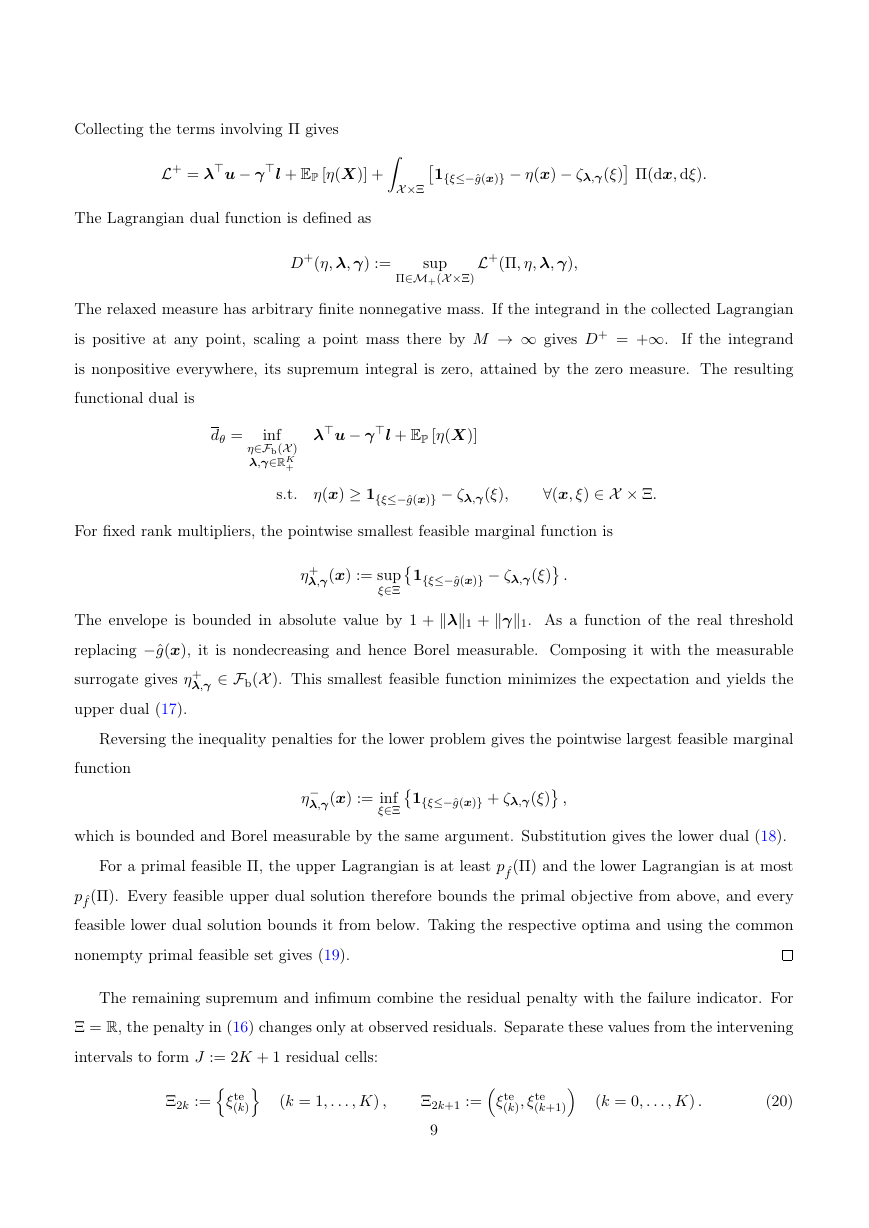 Collecting the terms involving Π gives
ℒ⁺ = λ⊤u − γ⊤l + 𝔼_ℙ [η(X)] + ∫_{𝒳×Ξ} [1_{ξ≤−ĝ(x)} − η(x) − ζ_{λ,γ}(ξ)] Π(dx, dξ).
The Lagrangian dual function is defined as
D⁺(η, λ, γ) := sup_{Π∈ℳ₊(𝒳×Ξ)} ℒ⁺(Π, η, λ, γ),
The relaxed measure has arbitrary finite nonnegative mass. If the integrand in the collected Lagrangian
is positive at any point, scaling a point mass there by M → ∞ gives D⁺ = +∞. If the integrand
is nonpositive everywhere, its supremum integral is zero, attained by the zero measure. The resulting
functional dual is
d̅_θ = inf_{η∈ℱ_b(𝒳), λ,γ∈ℝ₊^K} λ⊤u − γ⊤l + 𝔼_ℙ [η(X)]
s.t. η(x) ≥ 1_{ξ≤−ĝ(x)} − ζ_{λ,γ}(ξ), ∀(x, ξ) ∈ 𝒳 × Ξ.
For fixed rank multipliers, the pointwise smallest feasible marginal function is
η⁺_{λ,γ}(x) := sup_{ξ∈Ξ} {1_{ξ≤−ĝ(x)} − ζ_{λ,γ}(ξ)} .
The envelope is bounded in absolute value by 1 + ‖λ‖₁ + ‖γ‖₁. As a function of the real threshold
replacing −ĝ(x), it is nondecreasing and hence Borel measurable. Composing it with the measurable
surrogate gives η⁺_{λ,γ} ∈ ℱ_b(𝒳). This smallest feasible function minimizes the expectation and yields the
upper dual (17).
Reversing the inequality penalties for the lower problem gives the pointwise largest feasible marginal
function
η⁻_{λ,γ}(x) := inf_{ξ∈Ξ} {1_{ξ≤−ĝ(x)} + ζ_{λ,γ}(ξ)} ,
which is bounded and Borel measurable by the same argument. Substitution gives the lower dual (18).
For a primal feasible Π, the upper Lagrangian is at least p_f̂(Π) and the lower Lagrangian is at most
p_f̂(Π). Every feasible upper dual solution therefore bounds the primal objective from above, and every
feasible lower dual solution bounds it from below. Taking the respective optima and using the common
nonempty primal feasible set gives (19). □
The remaining supremum and infimum combine the residual penalty with the failure indicator. For
Ξ = ℝ, the penalty in (16) changes only at observed residuals. Separate these values from the intervening
intervals to form J := 2K + 1 residual cells:
Ξ_{2k} := {ξ^te_{(k)}} (k = 1, . . . , K) , Ξ_{2k+1} := (ξ^te_{(k)}, ξ^te_{(k+1)}) (k = 0, . . . , K) . (20)
9